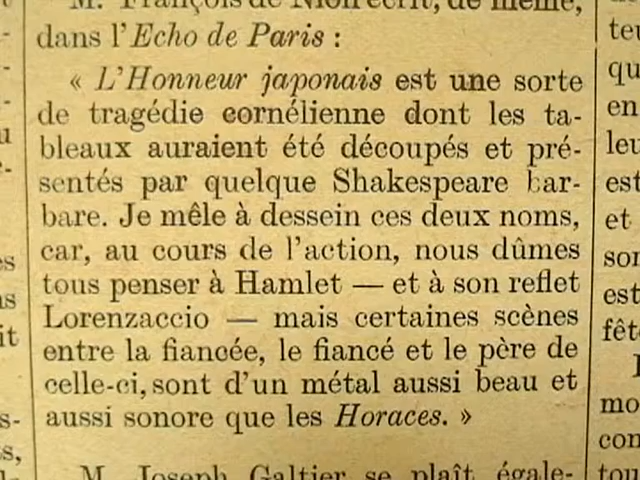 M. François de Nion écrit, de même,
dans l'Echo de Paris :
« L'Honneur japonais est une sorte
de tragédie cornélienne dont les ta-
bleaux auraient été découpés et pré-
sentés par quelque Shakespeare bar-
bare. Je mêle à dessein ces deux noms,
car, au cours de l'action, nous dûmes
tous penser à Hamlet — et à son reflet
Lorenzaccio — mais certaines scènes
entre la fiancée, le fiancé et le père de
celle-ci, sont d'un métal aussi beau et
aussi sonore que les Horaces. »
M. Joseph Galtier se plaît égale-